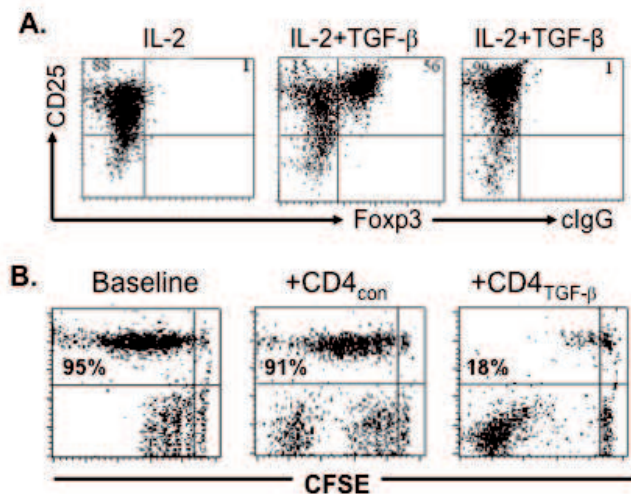 A.
IL-2
IL-2+TGF-β
IL-2+TGF-β
CD25
88
1
56
1
Foxp3
cIgG
B.
Baseline
+CD4con
+CD4TGF-β
95%
91%
18%
CFSE